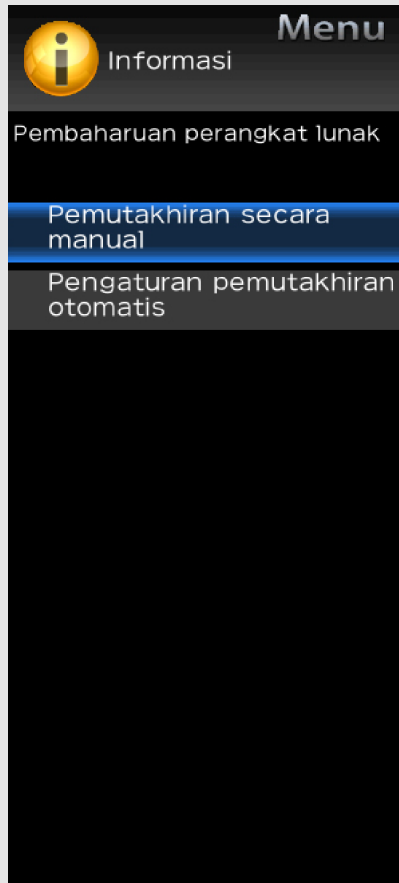 Menu
Informasi
Pembaharuan perangkat lunak
Pemutakhiran secara
manual
Pengaturan pemutakhiran
otomatis